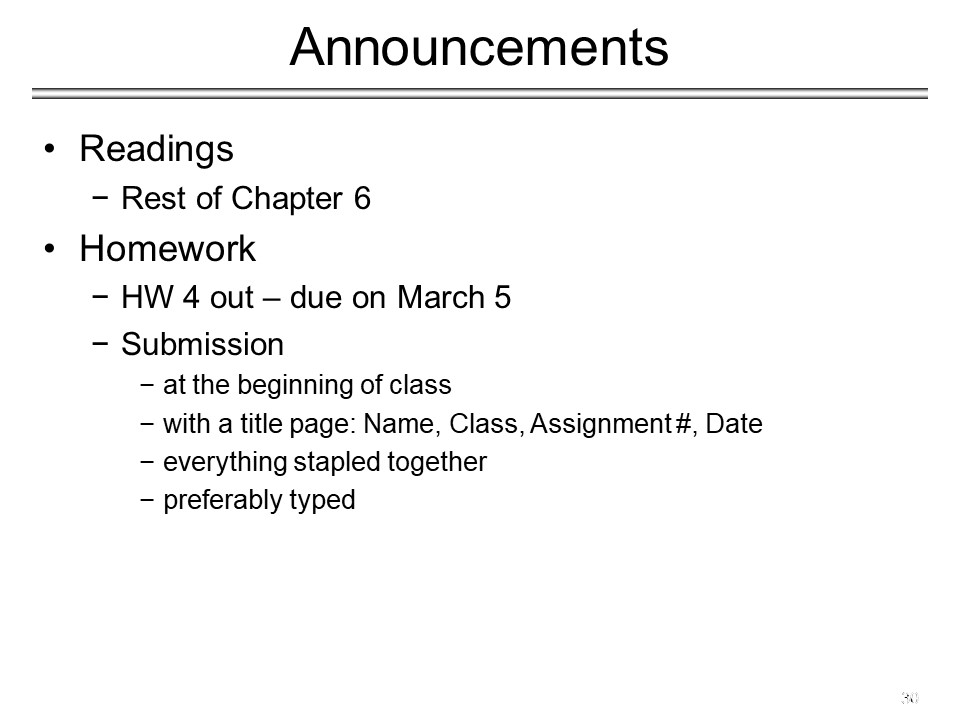 Announcements
• Readings
− Rest of Chapter 6
• Homework
− HW 4 out – due on March 5
− Submission
− at the beginning of class
− with a title page: Name, Class, Assignment #, Date
− everything stapled together
− preferably typed